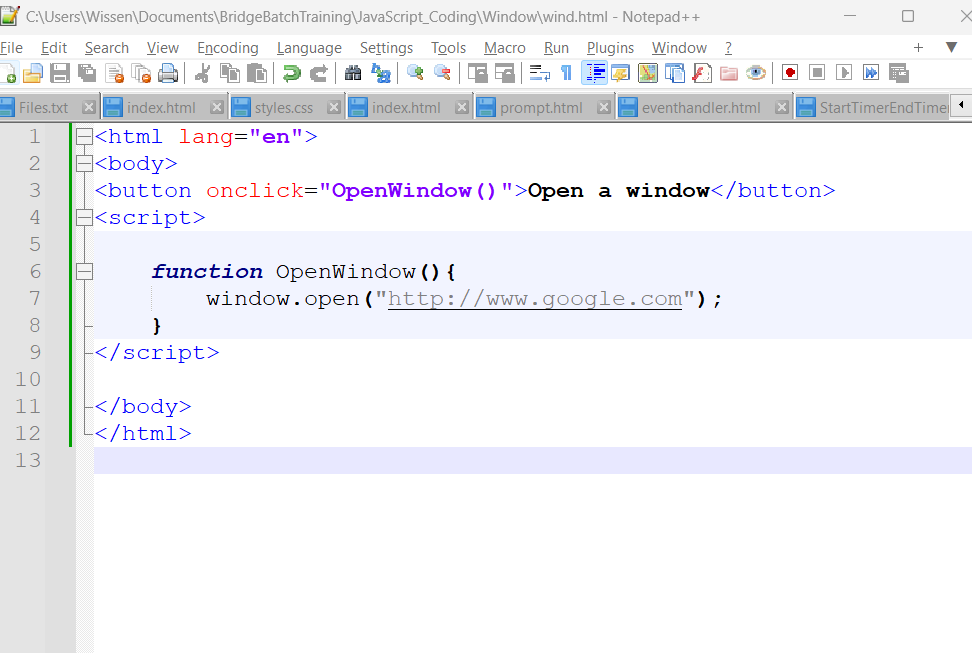 C:\Users\Wissen\Documents\BridgeBatchTraining\JavaScript_Coding\Window\wind.html - Notepad++
File Edit Search View Encoding Language Settings Tools Macro Run Plugins Window ?
Files.txt index.html styles.css index.html prompt.html eventhandler.html StartTimerEndTime
1 <html lang="en">
2 <body>
3 <button onclick="OpenWindow()">Open a window</button>
4 <script>
5
6 function OpenWindow(){
7 window.open("http://www.google.com");
8 }
9 </script>
10
11 </body>
12 </html>
13